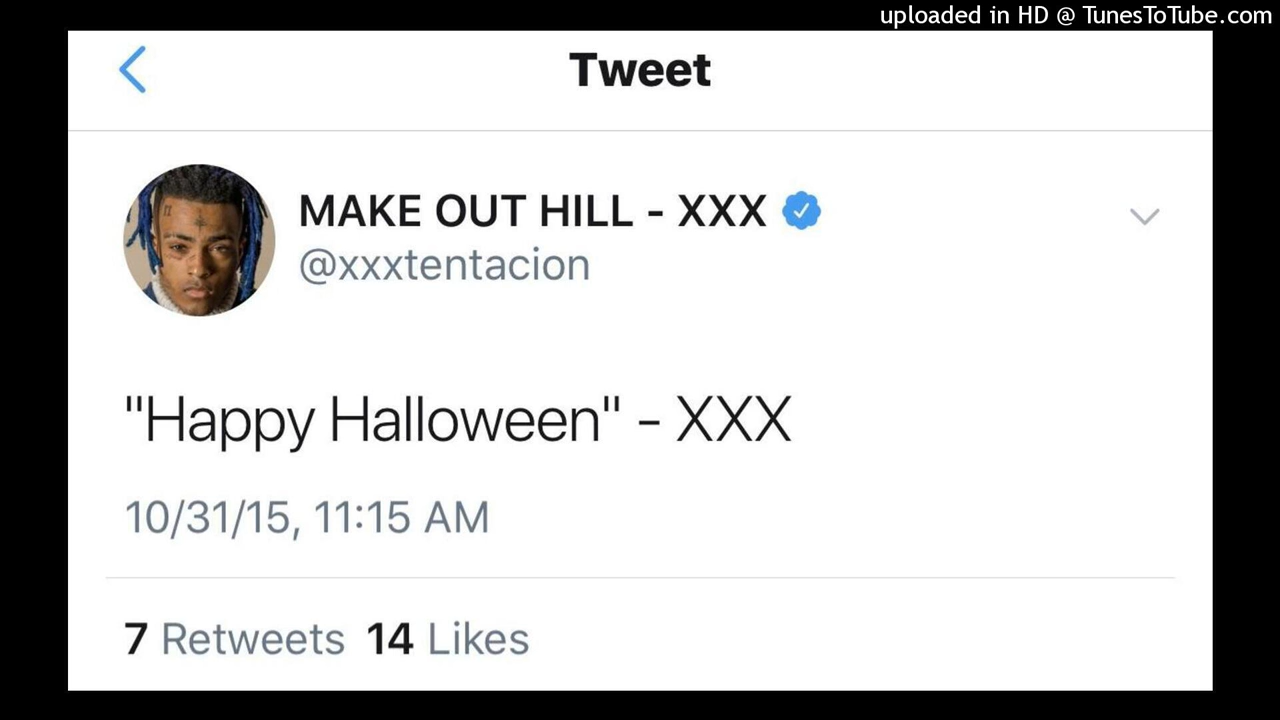 uploaded in HD @ TunesToTube.com
Tweet
MAKE OUT HILL - XXX
@xxxtentacion
"Happy Halloween" - XXX
10/31/15, 11:15 AM
7 Retweets 14 Likes